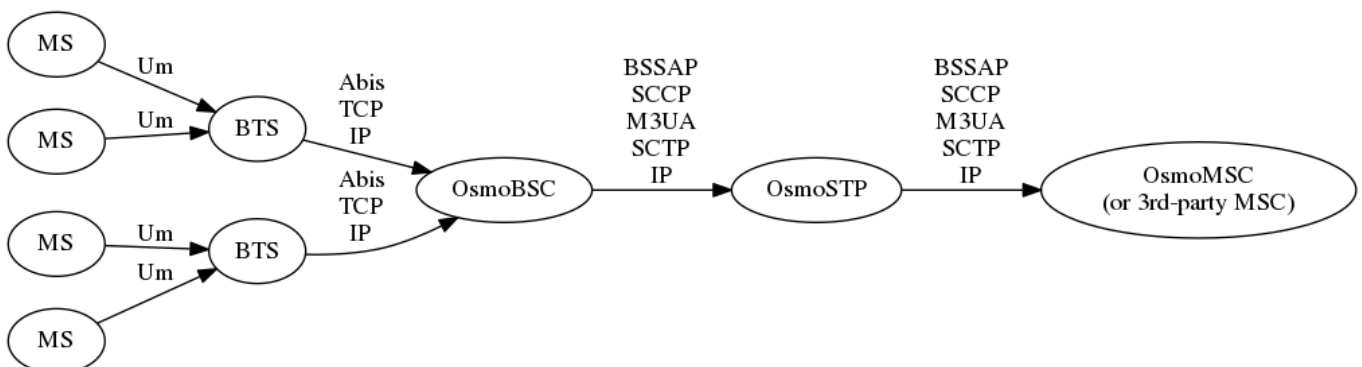 MS
Um
MS
Um
BTS
Abis
TCP
IP
MS
Um
MS
Um
BTS
Abis
TCP
IP
OsmoBSC
BSSAP
SCCP
M3UA
SCTP
IP
OsmoSTP
BSSAP
SCCP
M3UA
SCTP
IP
OsmoMSC
(or 3rd-party MSC)